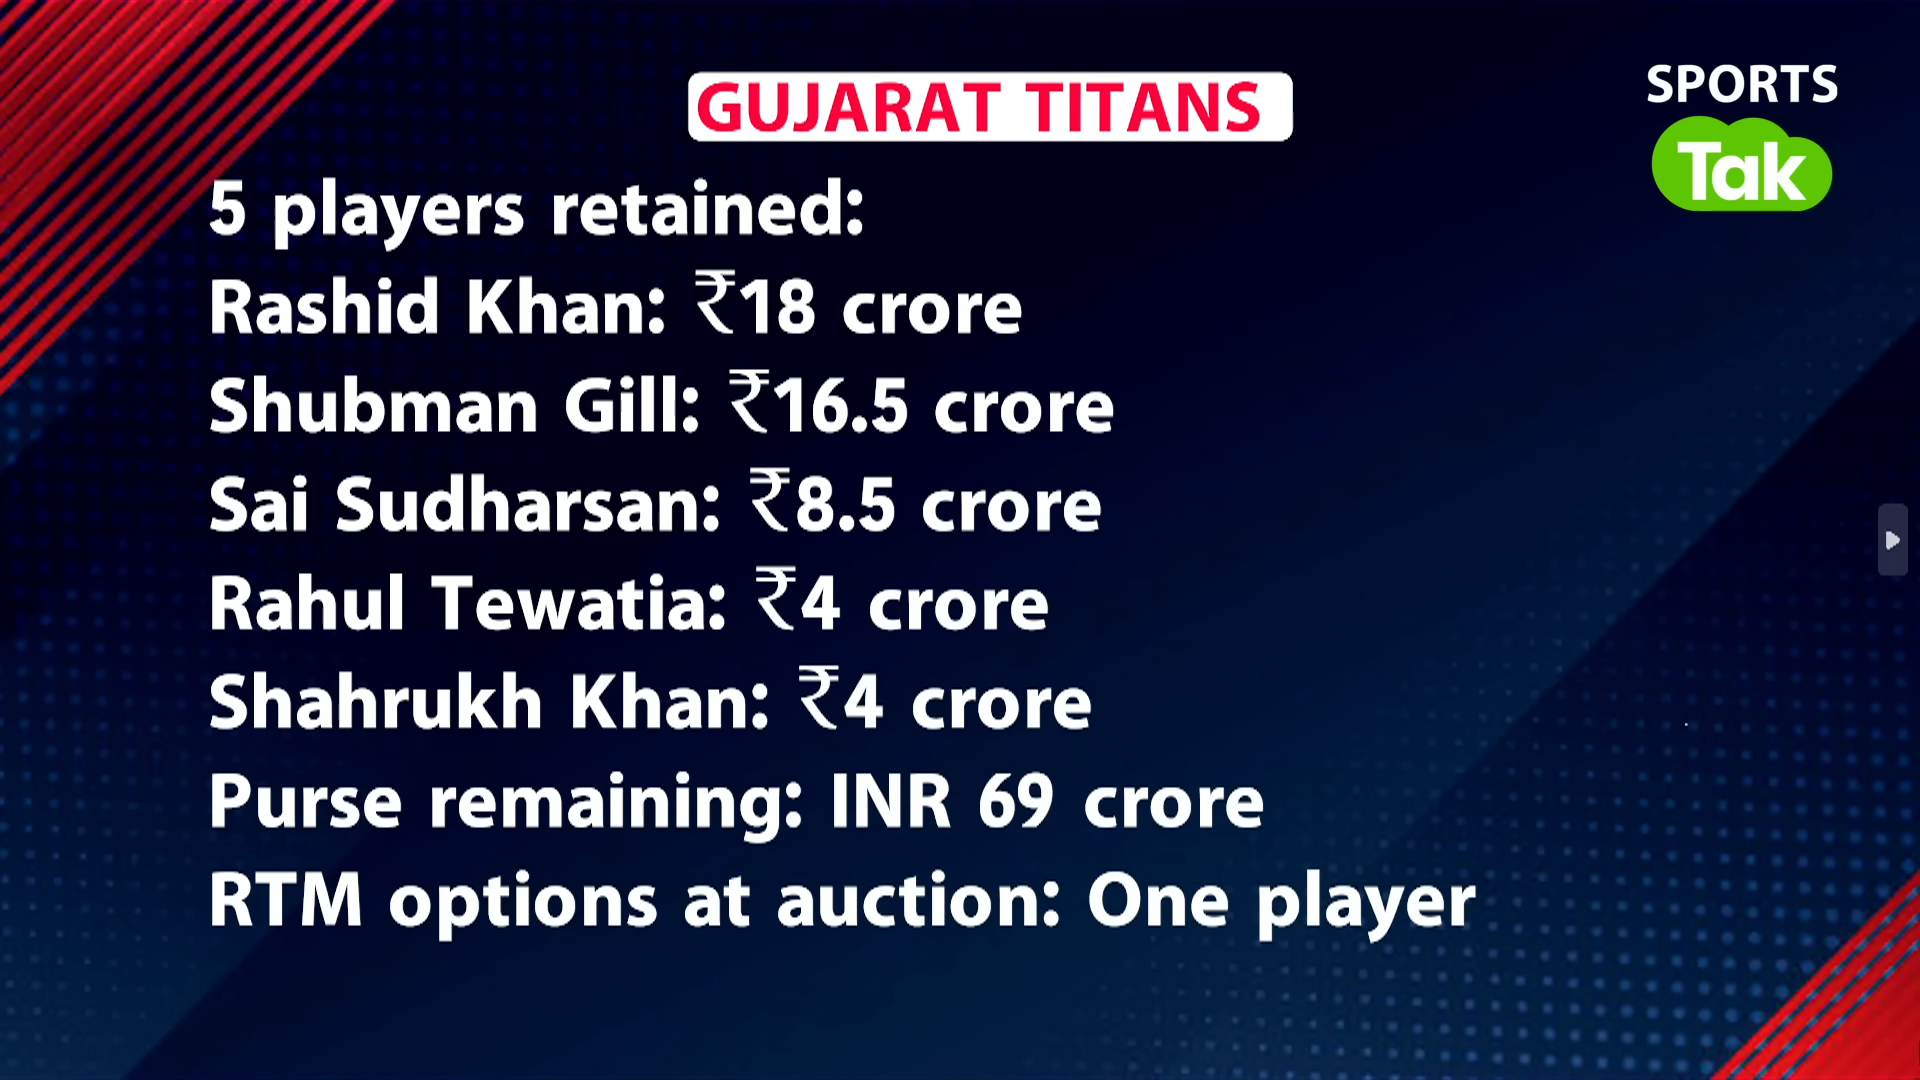 GUJARAT TITANS
SPORTS
Tak
5 players retained:
Rashid Khan: ₹18 crore
Shubman Gill: ₹16.5 crore
Sai Sudharsan: ₹8.5 crore
Rahul Tewatia: ₹4 crore
Shahrukh Khan: ₹4 crore
Purse remaining: INR 69 crore
RTM options at auction: One player